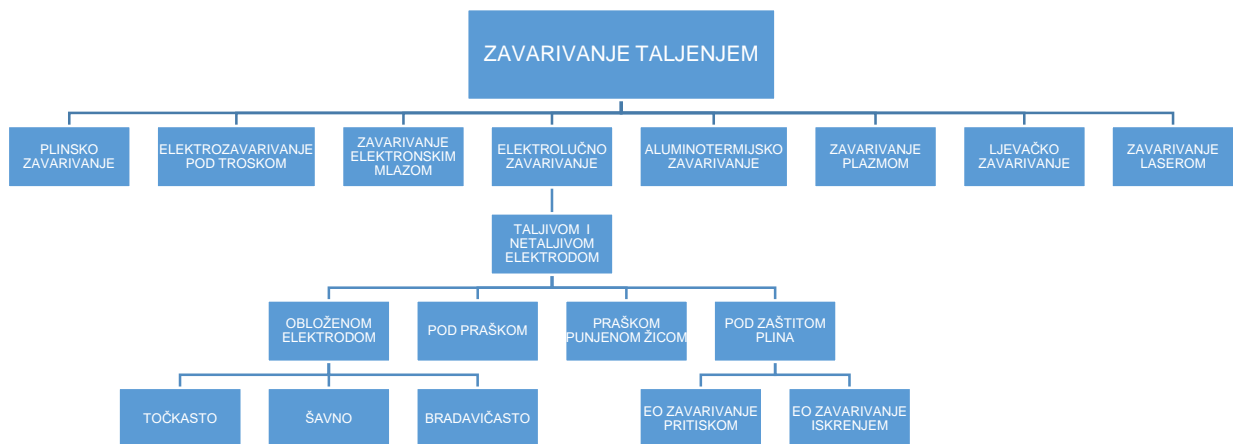 ZAVARIVANJE TALJENJEM
PLINSKO
ZAVARIVANJE
ELEKTROZAVARIVANJE
POD TROSKOM
ZAVARIVANJE
ELEKTRONSKIM
MLAZOM
ELEKTROLUČNO
ZAVARIVANJE
ALUMINOTERMIJSKO
ZAVARIVANJE
ZAVARIVANJE
PLAZMOM
LJEVAČKO
ZAVARIVANJE
ZAVARIVANJE
LASEROM
TALJIVOM I
NETALJIVOM
ELEKTRODOM
OBLOŽENOM
ELEKTRODOM
POD PRAŠKOM
PRAŠKOM
PUNJENOM ŽICOM
POD ZAŠTITOM
PLINA
TOČKASTO
ŠAVNO
BRADAVIČASTO
EO ZAVARIVANJE
PRITISKOM
EO ZAVARIVANJE
ISKRENJEM